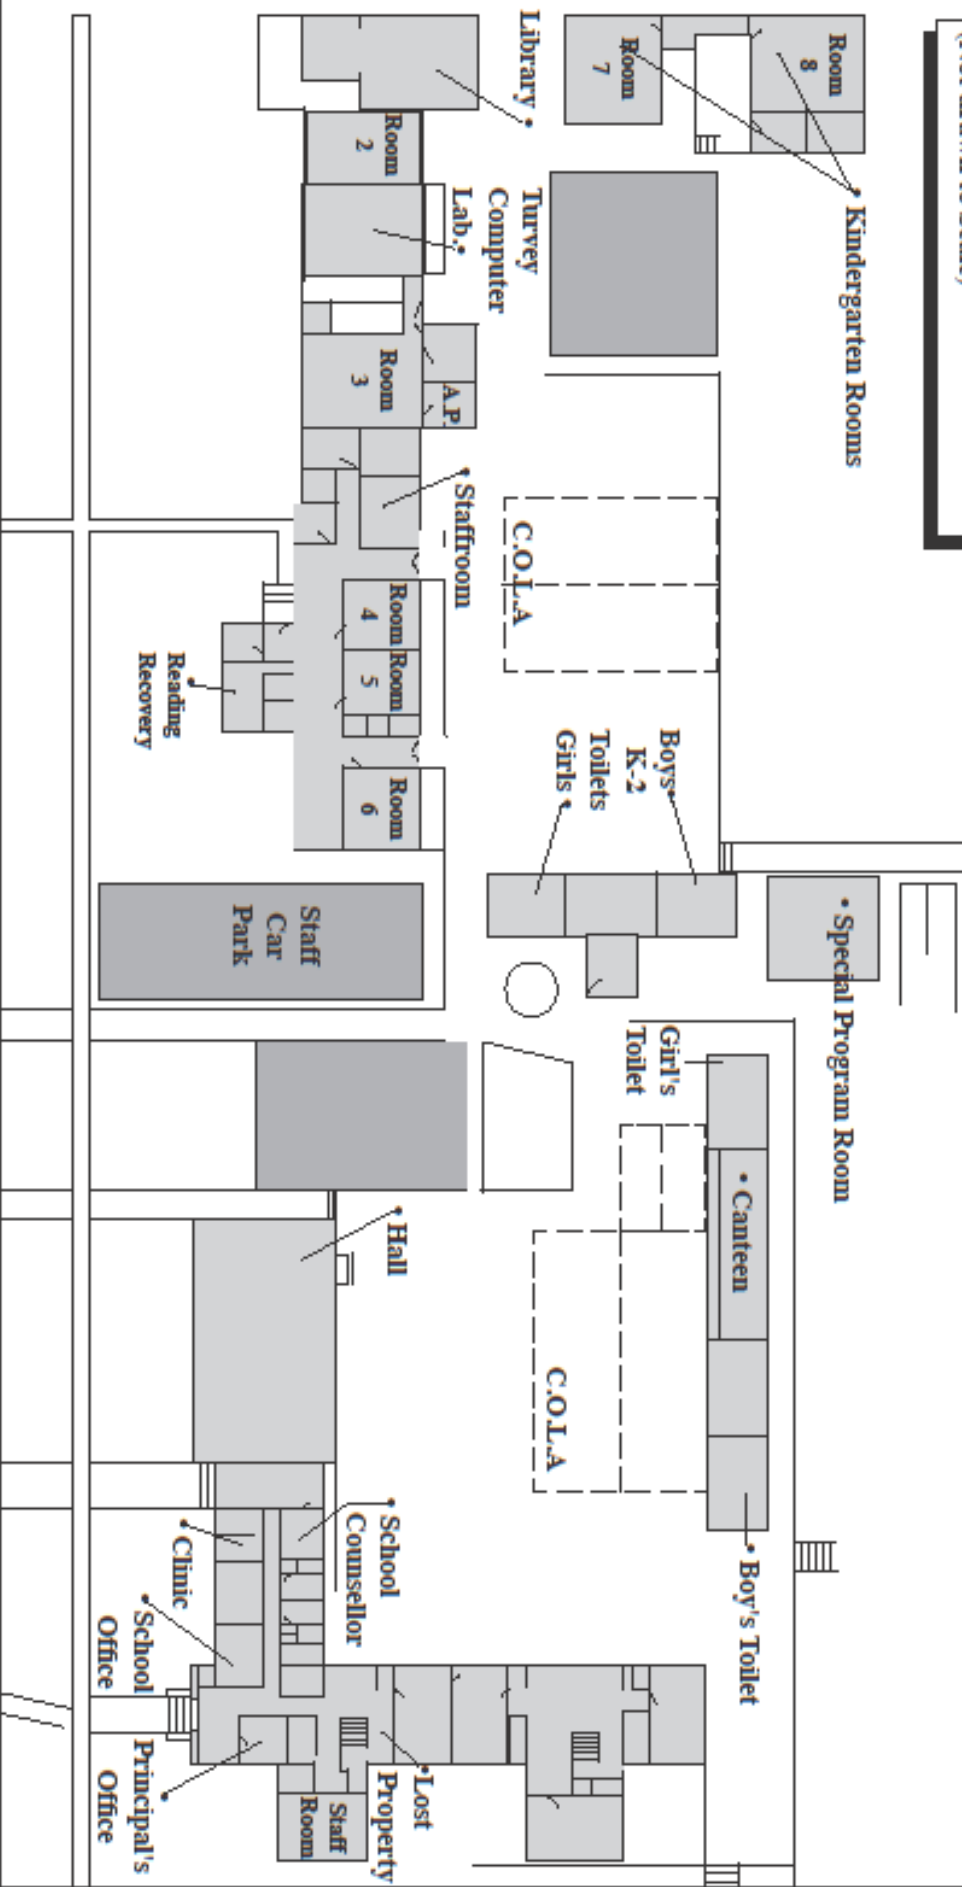 Library
Room
7
Room
8
Kindergarten Rooms
Room
2
Turvey
Computer
Lab.
Room
3
A.P.
Staffroom
C.O.L.A
Room
4
Room
5
Room
6
Reading
Recovery
Boys
K-2
Toilets
Girls
Staff
Car
Park
Special Program Room
Girl's
Toilet
Canteen
Hall
C.O.L.A
Boy's Toilet
School
Counsellor
Clinic
School
Office
Principal's
Office
Lost
Property
Staff
Room